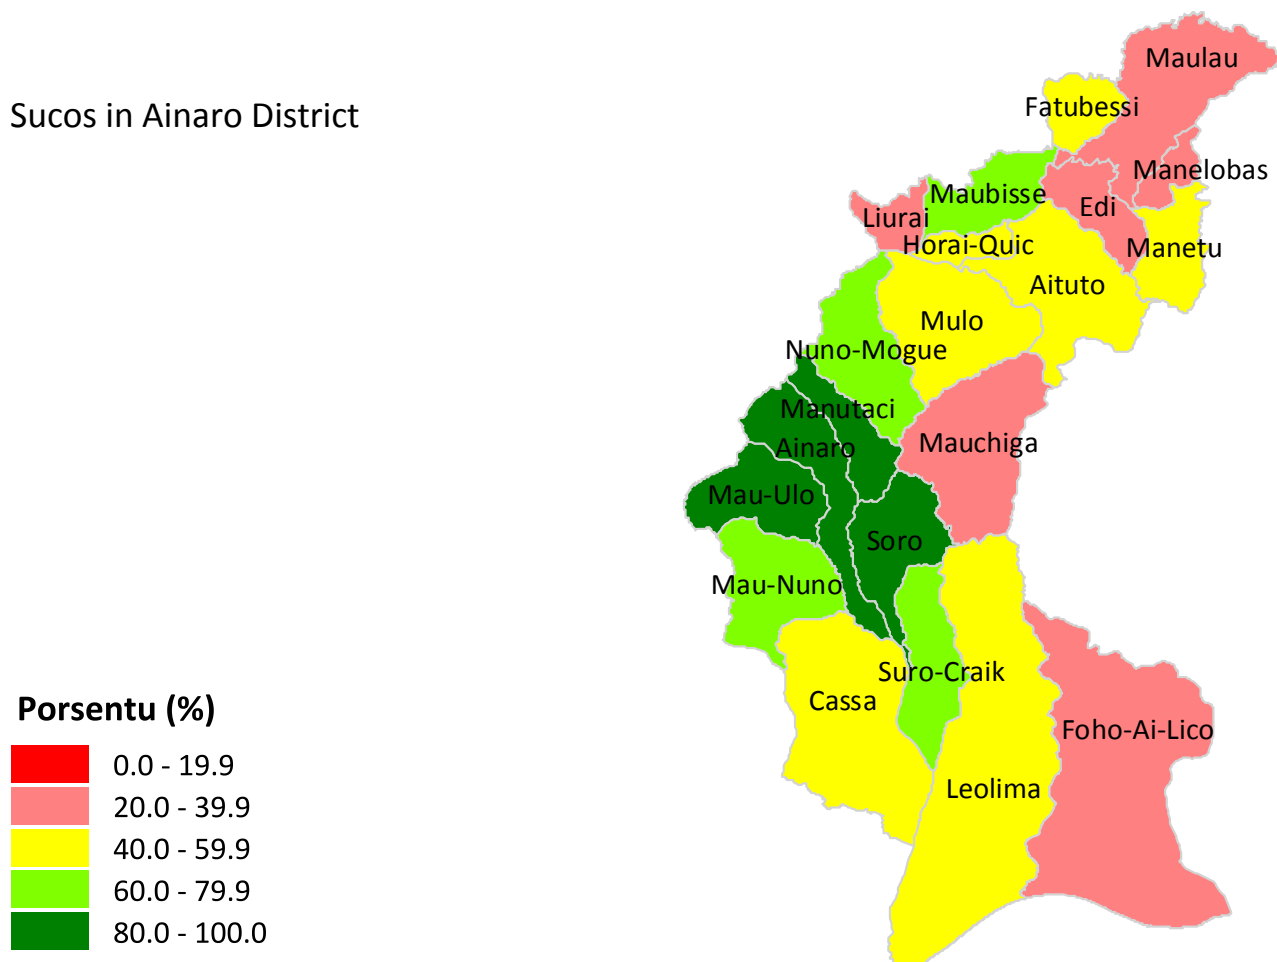 Maulau
Sucos in Ainaro District
Fatubessi
Manelobas
Maubisse
Edi
Liurai
Horai-Quic
Manetu
Aituto
Mulo
Nuno-Mogue
Manutaci
Mauchiga
Ainaro
Mau-Ulo
Soro
Mau-Nuno
Suro-Craik
Cassa
Foho-Ai-Lico
Leolima
Porsentu (%)
0.0 - 19.9
20.0 - 39.9
40.0 - 59.9
60.0 - 79.9
80.0 - 100.0